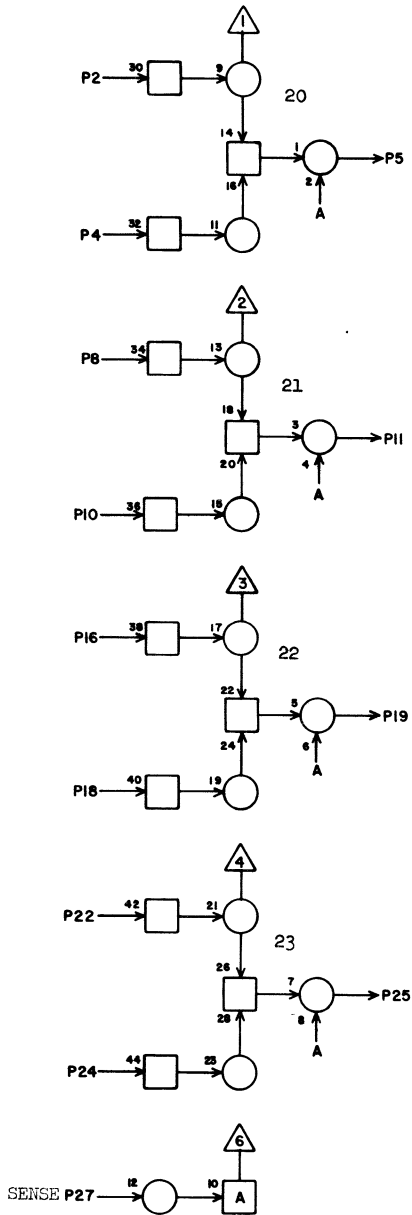 1
P2 30 9 20
14 1 P5
16 2
A
P4 32 11
2
P8 34 13 21
18 3 P11
20 4
A
P10 36 15
3
P16 38 17 22
22 5 P19
24 6
A
P18 40 19
4
P22 42 21 23
26 7 P25
28 8
A
P24 44 23
6
SENSE P27 12 10 A